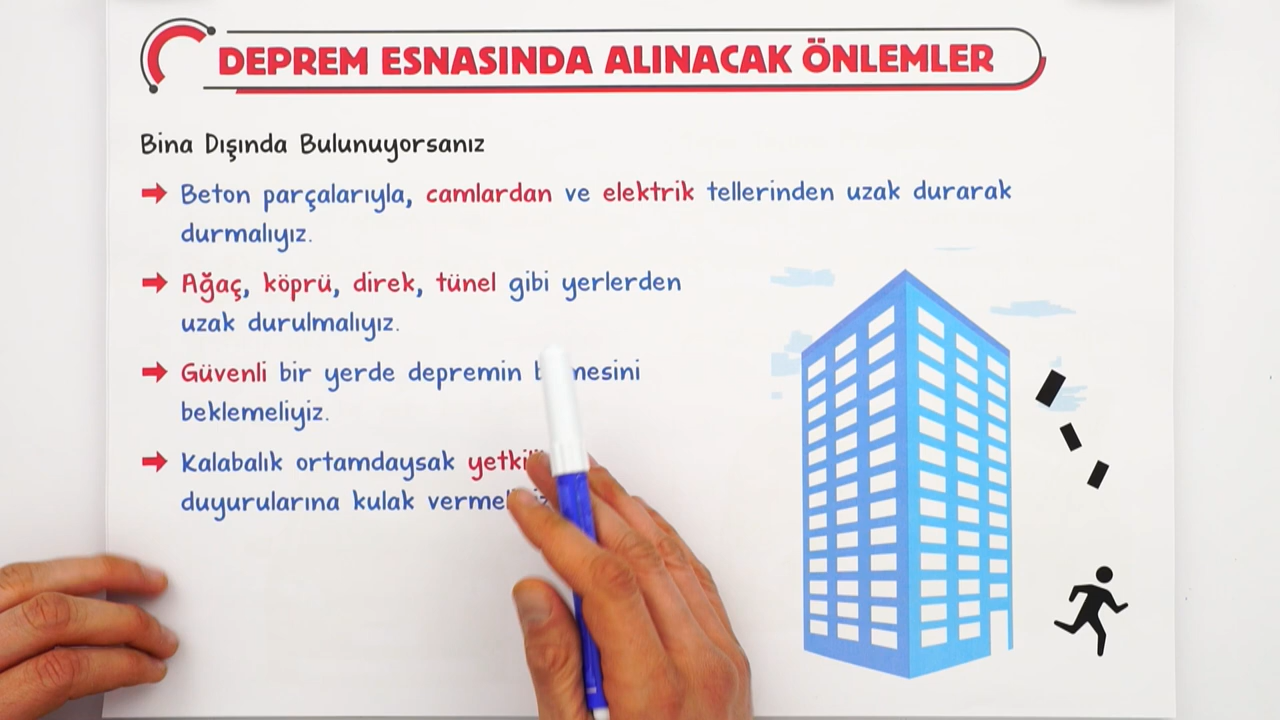 DEPREM ESNASINDA ALINACAK ÖNLEMLER
Bina Dışında Bulunuyorsanız
Beton parçalarıyla, camlardan ve elektrik tellerinden uzak durarak
durmalıyız.
Ağaç, köprü, direk, tünel gibi yerlerden
uzak durulmalıyız.
Güvenli bir yerde depremin
beklemeliyiz.
Kalabalık ortamdaysak
duyurularına kulak